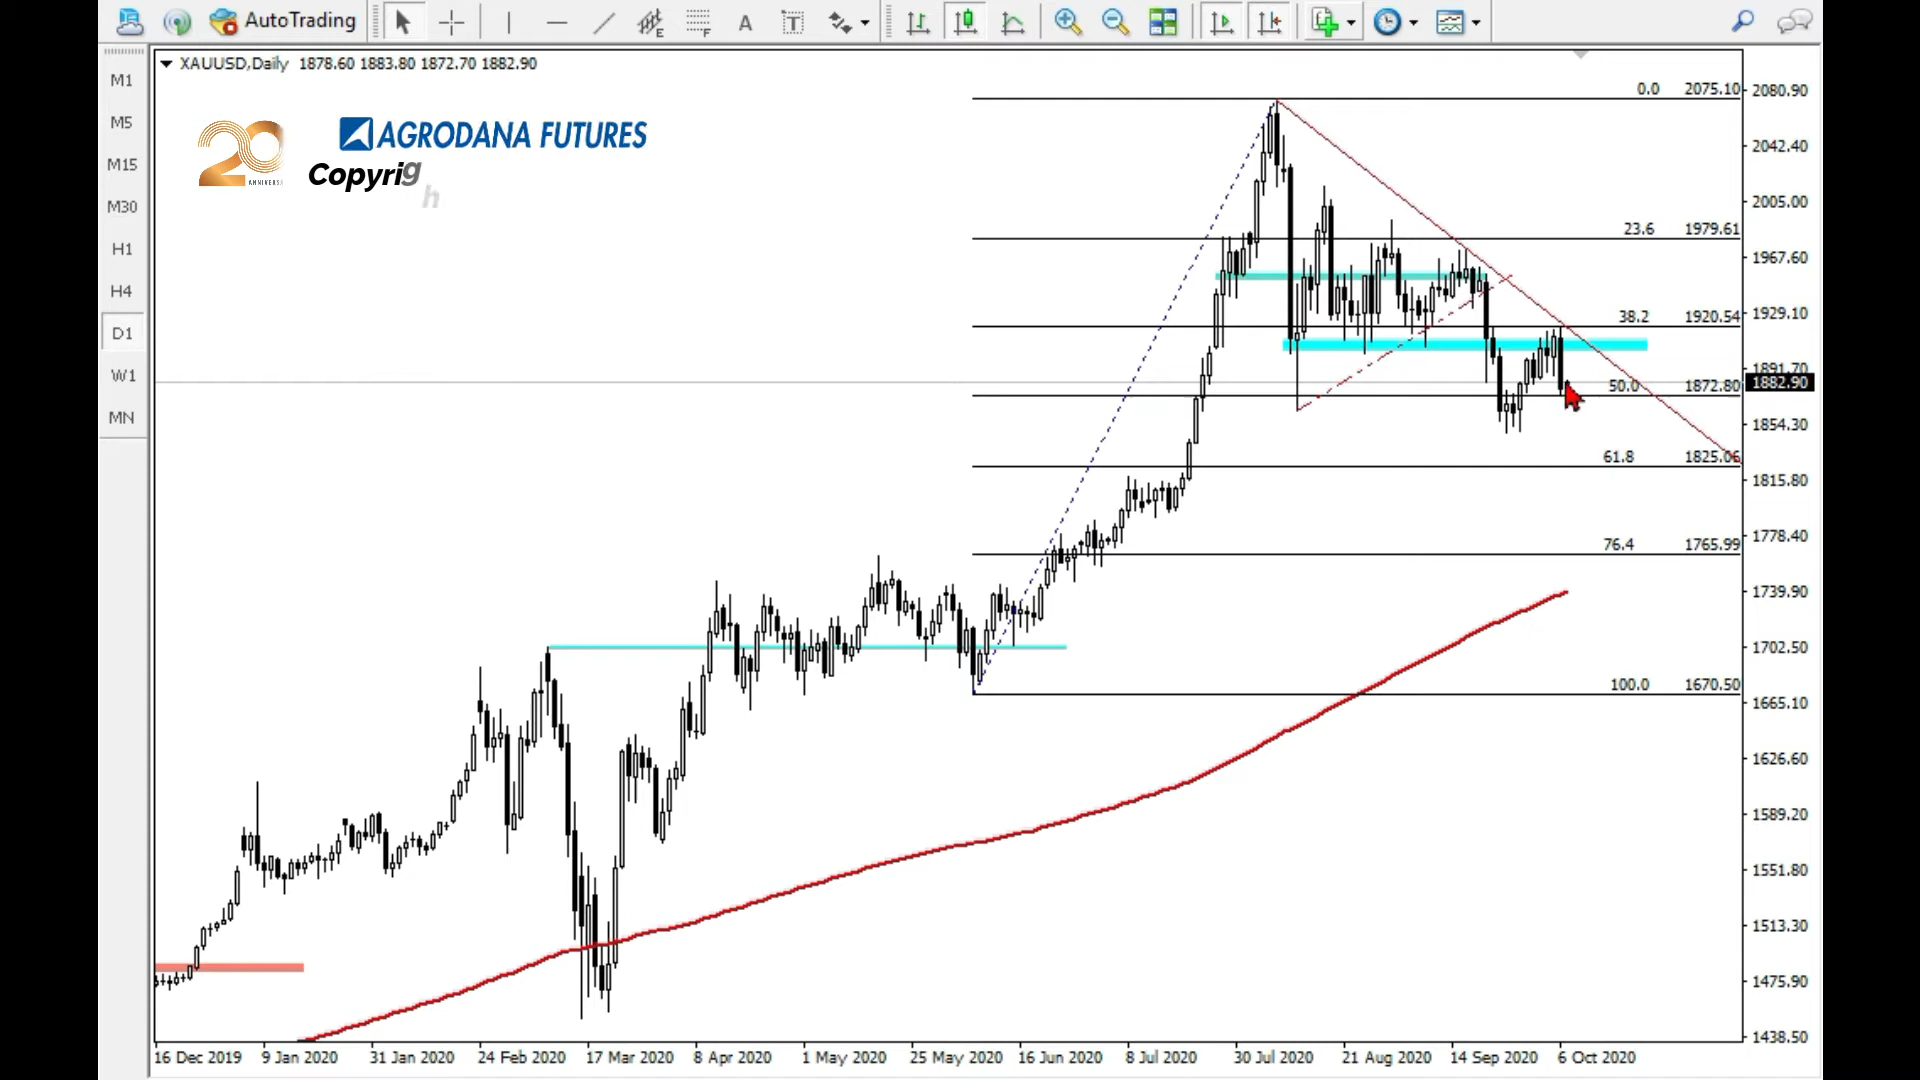 AutoTrading
E
F
A
T
M1
M5
M15
M30
H1
H4
D1
W1
MN
XAUUSD,Daily 1878.60 1883.80 1872.70 1882.90
20
AGRODANA FUTURES
Copyrigh
0.0 2075.10
23.6 1979.61
38.2 1920.54
50.0 1872.80
61.8 1825.06
76.4 1765.99
100.0 1670.50
2080.90
2042.40
2005.00
1967.60
1929.10
1891.70
1882.90
1854.30
1815.80
1778.40
1739.90
1702.50
1665.10
1626.60
1589.20
1551.80
1513.30
1475.90
1438.50
16 Dec 2019 9 Jan 2020 31 Jan 2020 24 Feb 2020 17 Mar 2020 8 Apr 2020 1 May 2020 25 May 2020 16 Jun 2020 8 Jul 2020 30 Jul 2020 21 Aug 2020 14 Sep 2020 6 Oct 2020